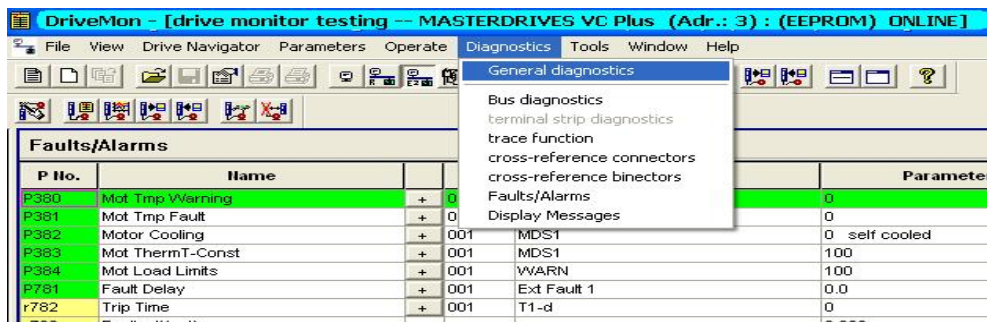 DriveMon - [drive monitor testing -- MASTERDRIVES VC Plus (Adr.: 3) : (EEPROM) ONLINE]
File View Drive Navigator Parameters Operate Diagnostics Tools Window Help
General diagnostics
Bus diagnostics
terminal strip diagnostics
trace function
cross-reference connectors
cross-reference binectors
Faults/Alarms
Display Messages
Faults/Alarms
P No. Name Paramete
P380 Mot Tmp Warning + 0 0
P381 Mot Tmp Fault + 0 0
P382 Motor Cooling + 001 MDS1 0 self cooled
P383 Mot ThermT-Const + 001 MDS1 100
P384 Mot Load Limits + 001 WARN 100
P781 Fault Delay + 001 Ext Fault 1 0.0
r782 Trip Time + 001 T1-d 0